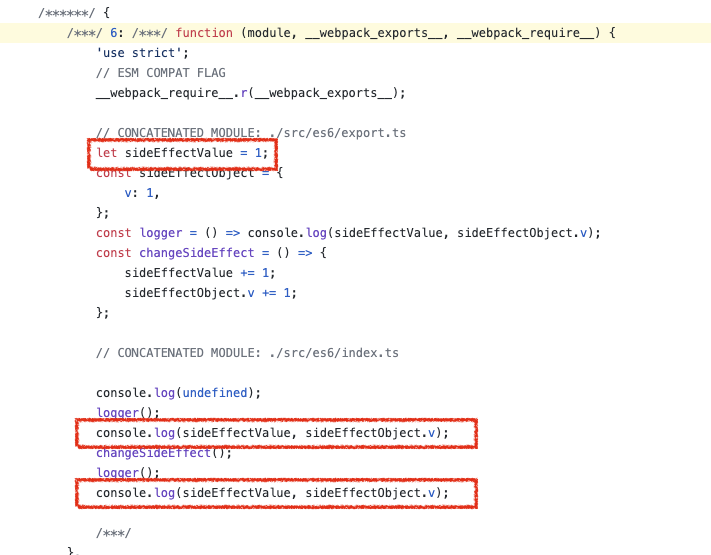 /******/ {
/***/ 6: /***/ function (module, __webpack_exports__, __webpack_require__) {
'use strict';
// ESM COMPAT FLAG
__webpack_require__.r(__webpack_exports__);
// CONCATENATED MODULE: ./src/es6/export.ts
let sideEffectValue = 1;
const sideEffectObject = {
v: 1,
};
const logger = () => console.log(sideEffectValue, sideEffectObject.v);
const changeSideEffect = () => {
sideEffectValue += 1;
sideEffectObject.v += 1;
};
// CONCATENATED MODULE: ./src/es6/index.ts
console.log(undefined);
logger();
console.log(sideEffectValue, sideEffectObject.v);
changeSideEffect();
logger();
console.log(sideEffectValue, sideEffectObject.v);
/***/
},